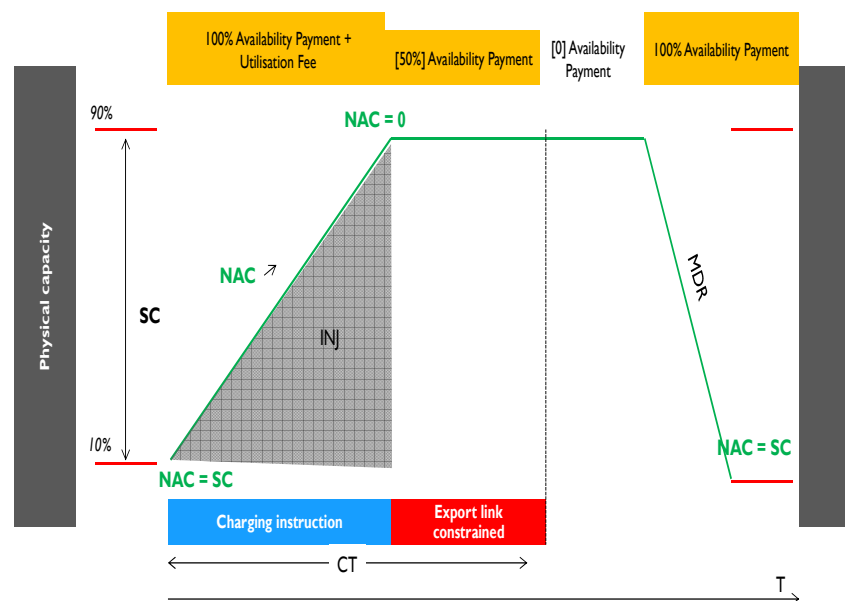 100% Availability Payment +
Utilisation Fee
[50%] Availability Payment
[0] Availability
Payment
100% Availability Payment
90%
NAC = 0
Physical capacity
SC
NAC
INJ
MDR
10%
NAC = SC
NAC = SC
Charging instruction
Export link
constrained
CT
T